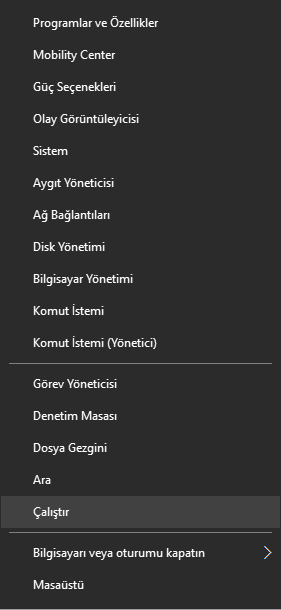 Programlar ve Özellikler
Mobility Center
Güç Seçenekleri
Olay Görüntüleyicisi
Sistem
Aygıt Yöneticisi
Ağ Bağlantıları
Disk Yönetimi
Bilgisayar Yönetimi
Komut İstemi
Komut İstemi (Yönetici)
Görev Yöneticisi
Denetim Masası
Dosya Gezgini
Ara
Çalıştır
Bilgisayarı veya oturumu kapatın
Masaüstü